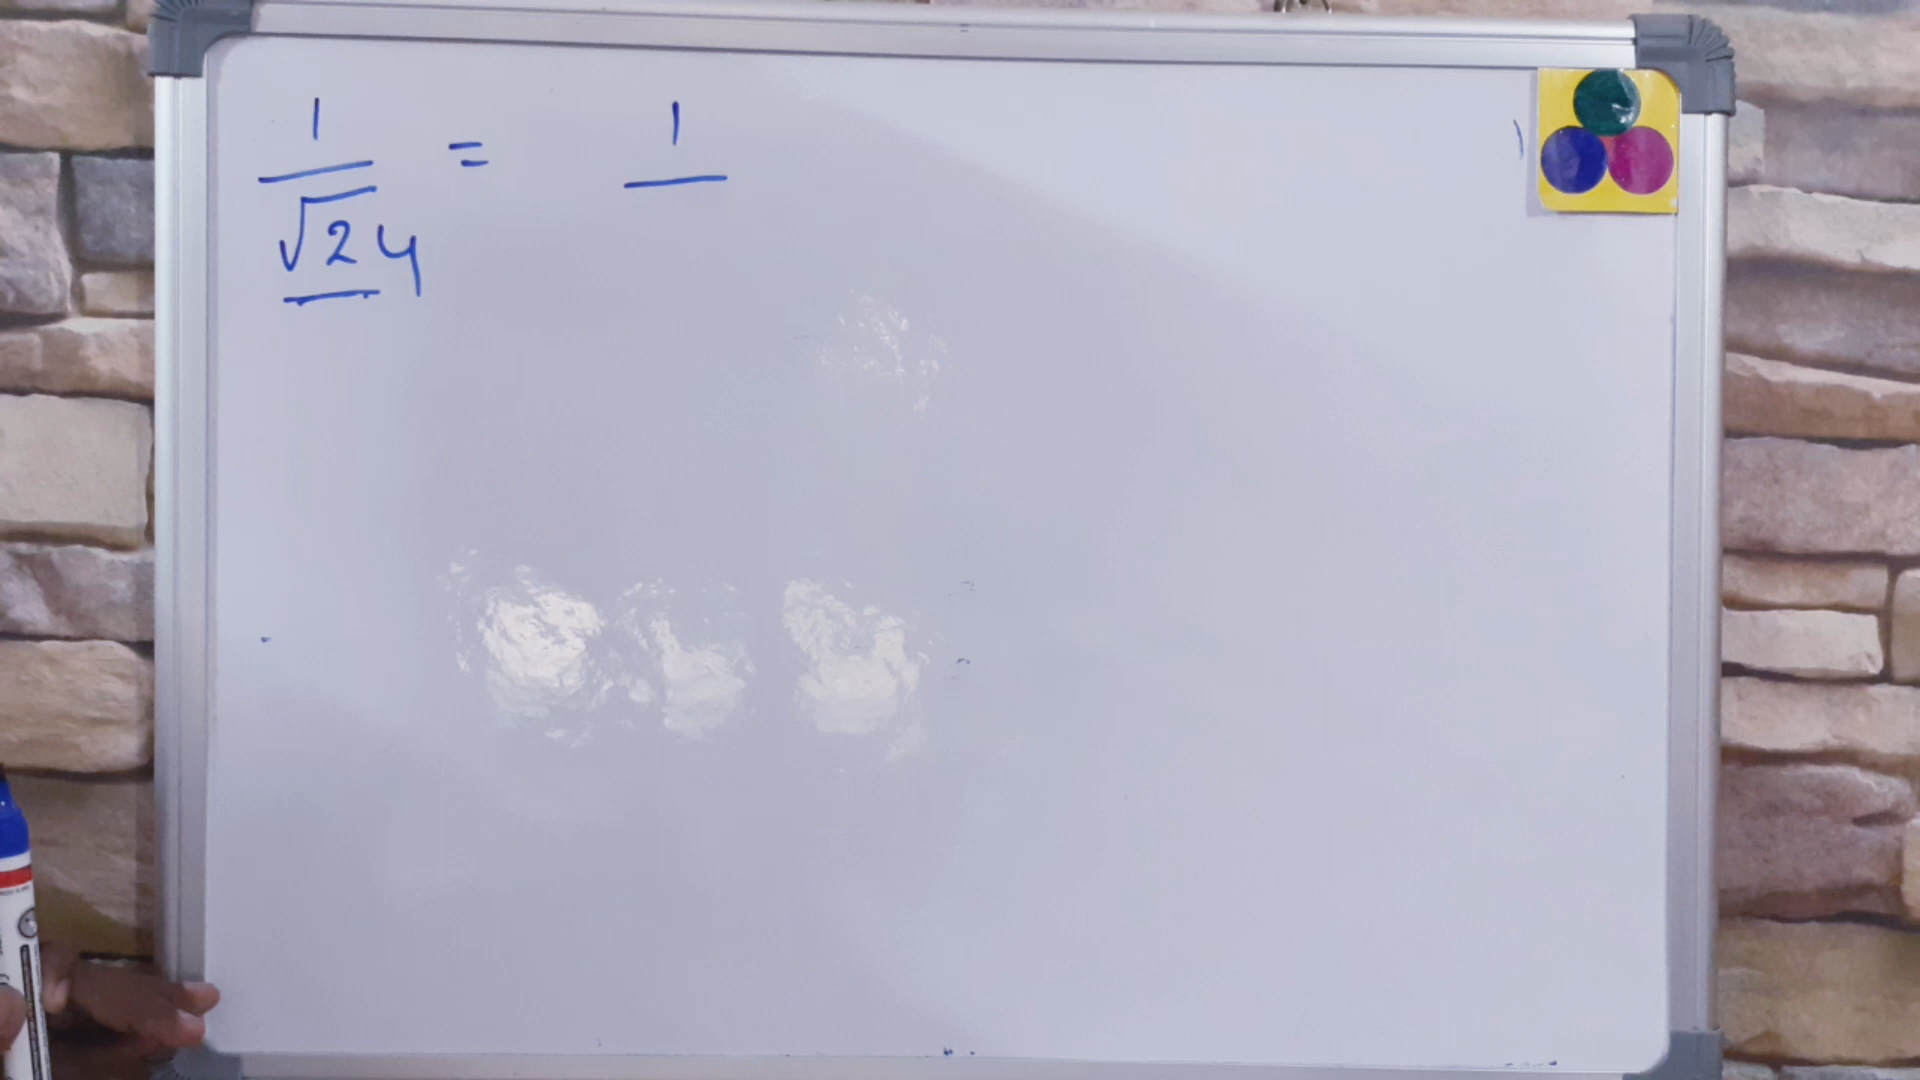 1/√24 = 1/